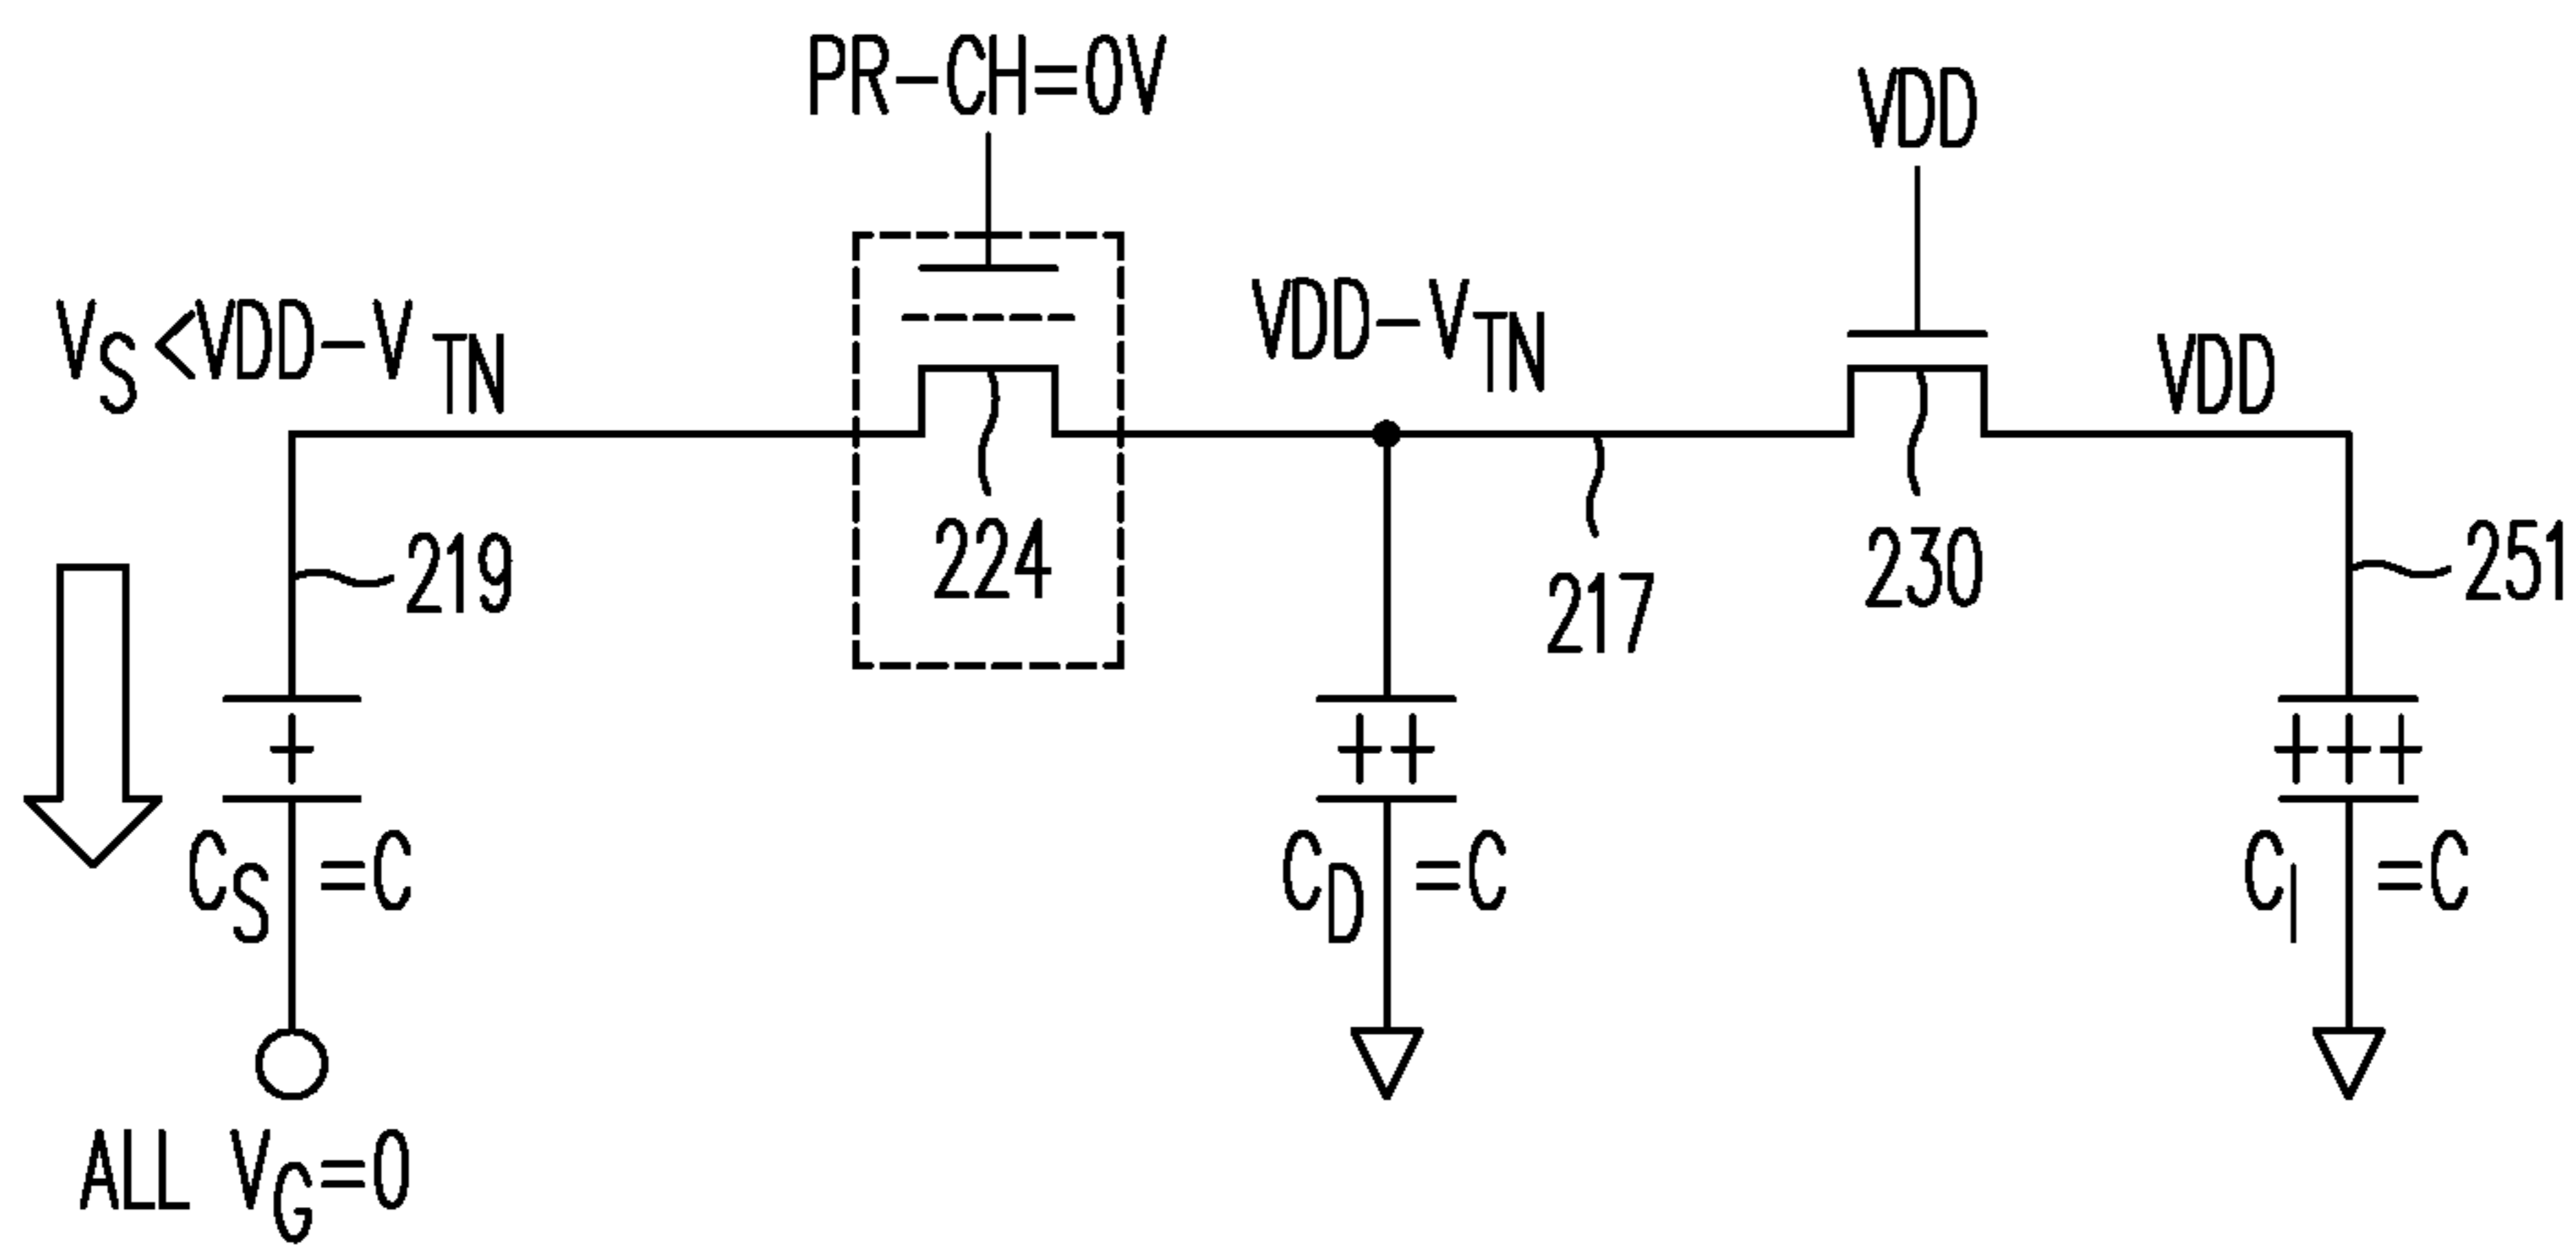 PR-CH=0V
VDD
VS<VDD-VTN
VDD-VTN
VDD
219
224
217
230
251
CS=C
CD=C
CI=C
ALL VG=0